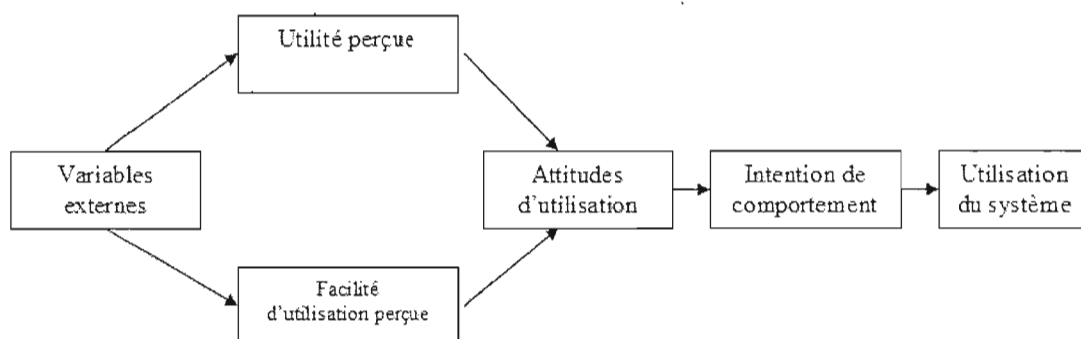 Utilité perçue
Variables
externes
Attitudes
d'utilisation
Intention de
comportement
Utilisation
du système
Facilité
d'utilisation perçue